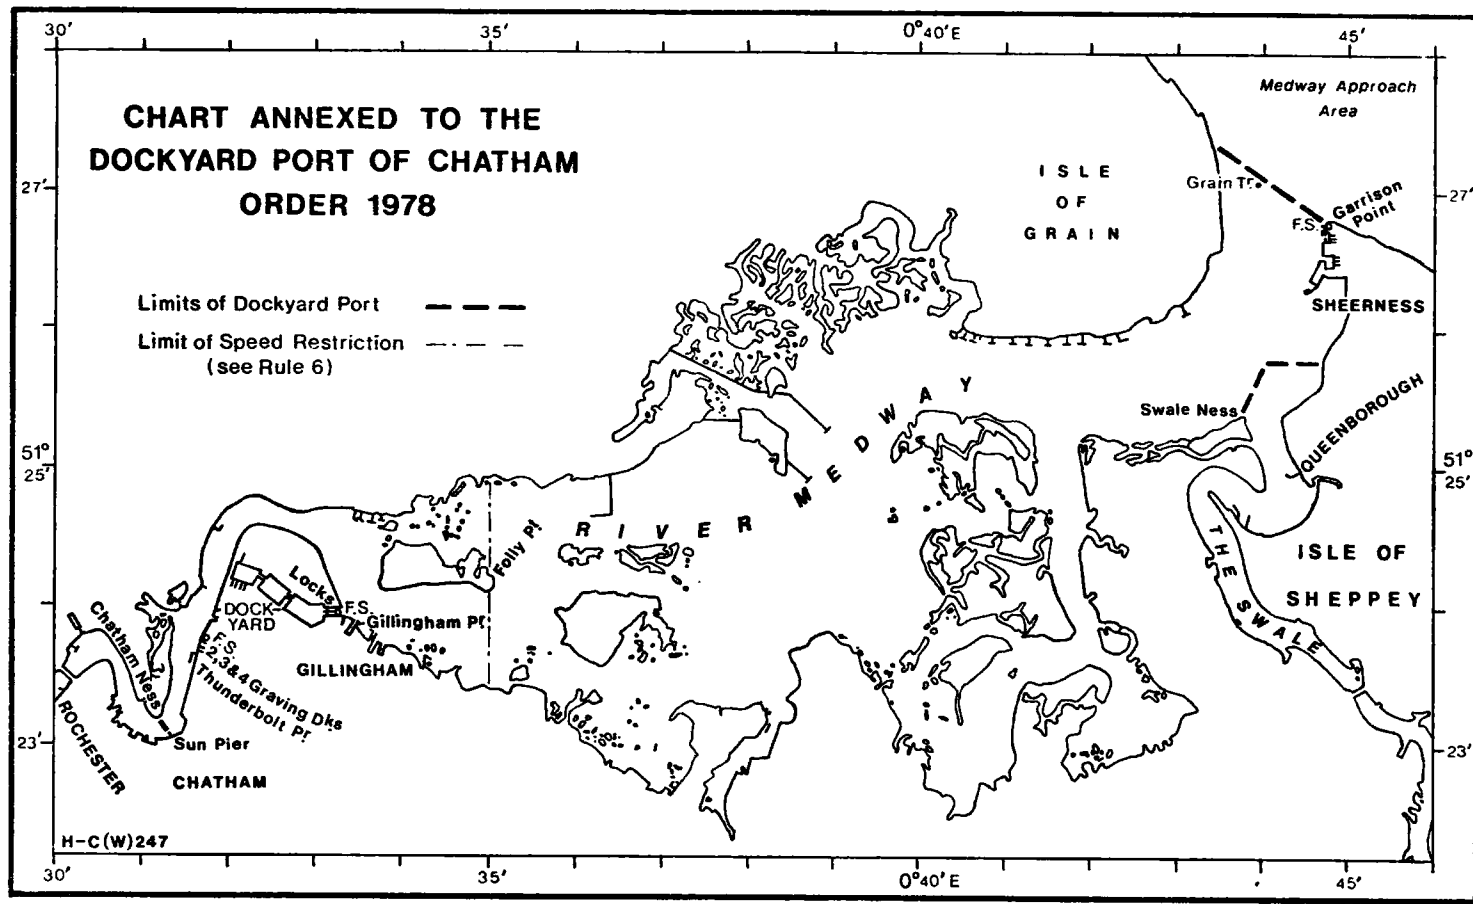 30′ 35′ 0°40′E 45′
Medway Approach
Area
CHART ANNEXED TO THE
DOCKYARD PORT OF CHATHAM
ORDER 1978
27′
27′
ISLE
OF
GRAIN
Grain Tr.
Garrison
Point
F.S.
SHEERNESS
Limits of Dockyard Port
Limit of Speed Restriction
(see Rule 6)
Swale Ness
QUEENBOROUGH
51°
25′
51°
25′
RIVER MEDWAY
Folly Pt.
THE SWALE
ISLE OF
SHEPPEY
Locks
DOCK-
YARD
F.S.
Gillingham Pr.
GILLINGHAM
Chatham Ness
F.S.
2,3&4 Graving Dks
Thunderbolt Pr.
Sun Pier
ROCHESTER
CHATHAM
23′
23′
H-C(W)247
30′ 35′ 0°40′E 45′